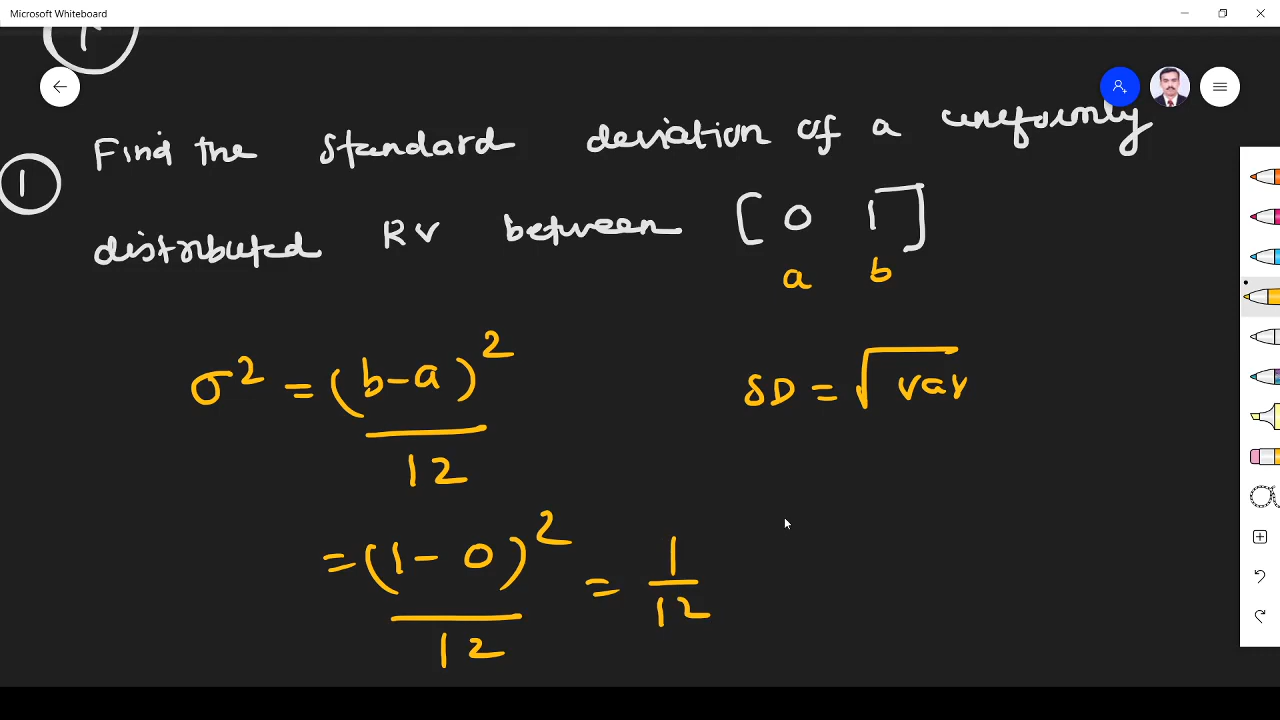 Microsoft Whiteboard
① Find the standard deviation of a uniformly
distributed RV between [ 0 1 ]
a b
σ² = (b-a)² / 12 SD = √var
= (1 - 0)² / 12 = 1/12